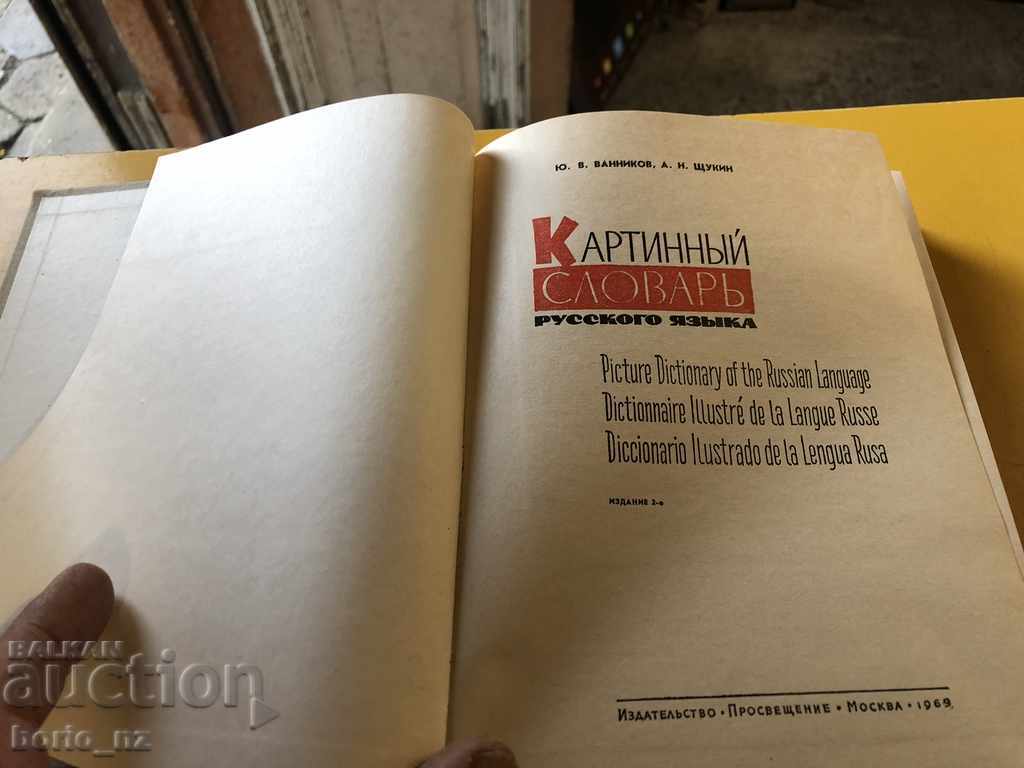 Ю. В. ВАННИКОВ, А. Н. ЩУКИН
КАРТИННЫЙ
СЛОВАРЬ
РУССКОГО ЯЗЫКА
Picture Dictionary of the Russian Language
Dictionnaire Illustré de la Langue Russe
Diccionario Ilustrado de la Lengua Rusa
ИЗДАНИЕ 2-е
ИЗДАТЕЛЬСТВО • ПРОСВЕЩЕНИЕ • МОСКВА • 1969
BALKAN
auction
borio_nz